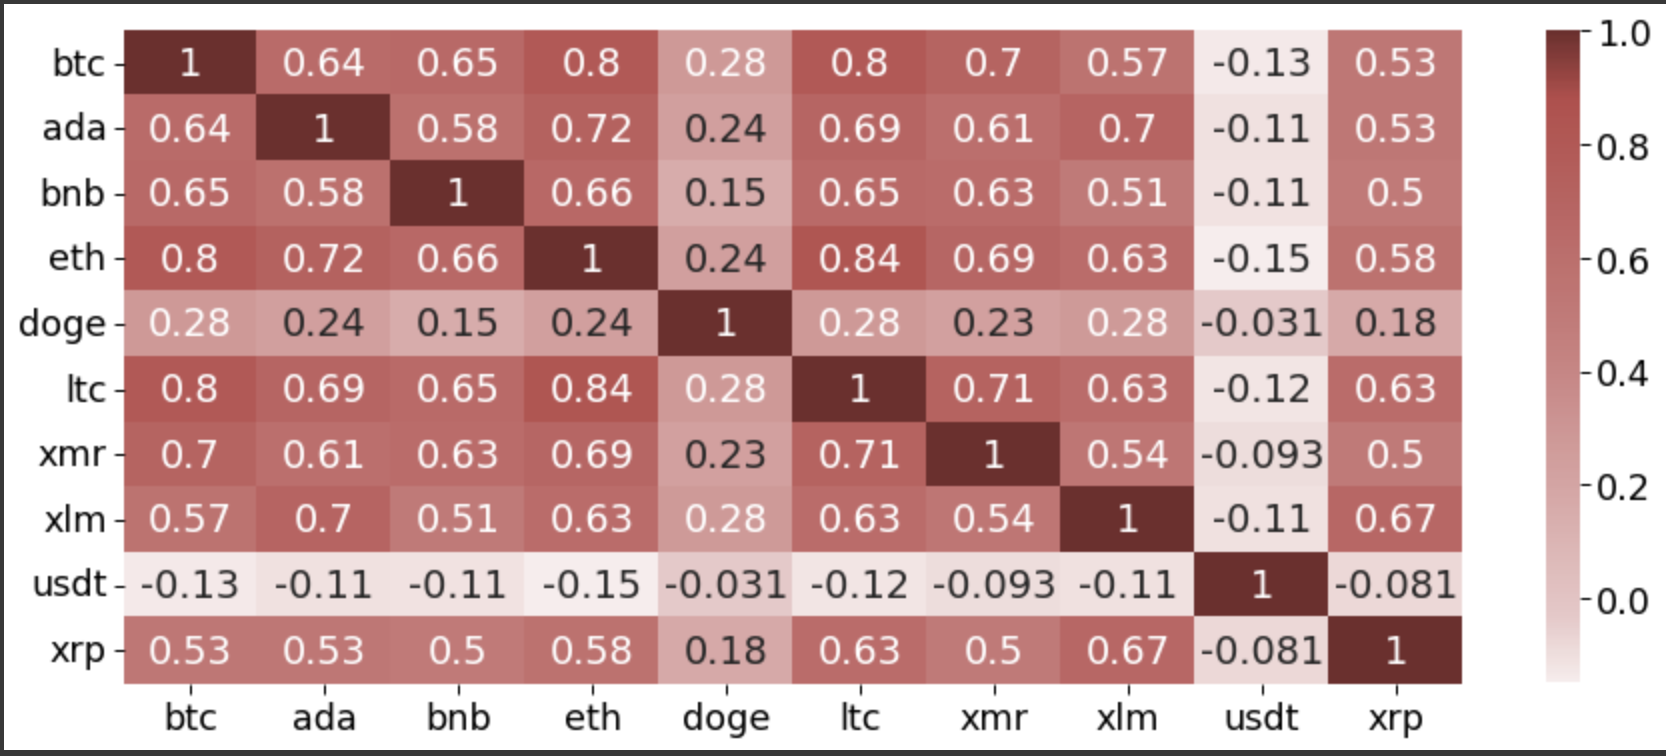 btc 1 0.64 0.65 0.8 0.28 0.8 0.7 0.57 -0.13 0.53
ada 0.64 1 0.58 0.72 0.24 0.69 0.61 0.7 -0.11 0.53
bnb 0.65 0.58 1 0.66 0.15 0.65 0.63 0.51 -0.11 0.5
eth 0.8 0.72 0.66 1 0.24 0.84 0.69 0.63 -0.15 0.58
doge 0.28 0.24 0.15 0.24 1 0.28 0.23 0.28 -0.031 0.18
ltc 0.8 0.69 0.65 0.84 0.28 1 0.71 0.63 -0.12 0.63
xmr 0.7 0.61 0.63 0.69 0.23 0.71 1 0.54 -0.093 0.5
xlm 0.57 0.7 0.51 0.63 0.28 0.63 0.54 1 -0.11 0.67
usdt -0.13 -0.11 -0.11 -0.15 -0.031 -0.12 -0.093 -0.11 1 -0.081
xrp 0.53 0.53 0.5 0.58 0.18 0.63 0.5 0.67 -0.081 1
btc ada bnb eth doge ltc xmr xlm usdt xrp
1.0
0.8
0.6
0.4
0.2
0.0